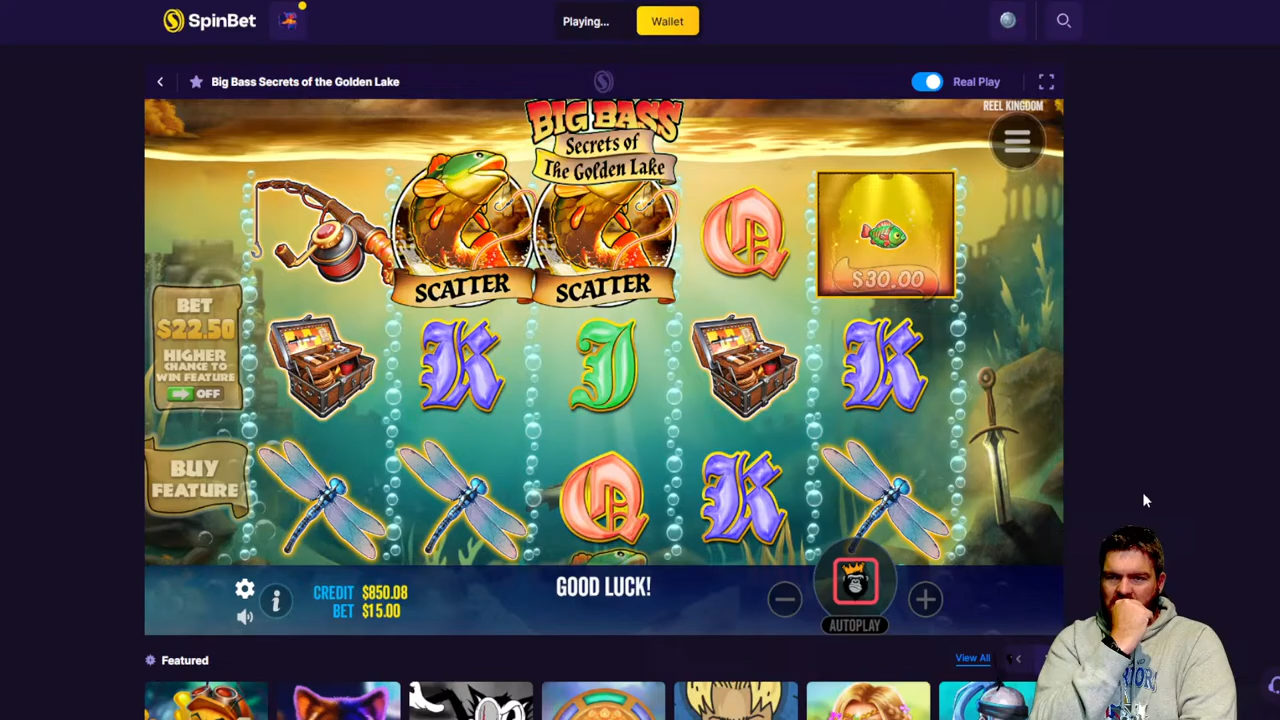 SpinBet
Playing...
Wallet
Big Bass Secrets of the Golden Lake
Real Play
REEL KINGDOM
BIG BASS
Secrets of
The Golden Lake
Q
SCATTER
SCATTER
$30.00
BET
$22.50
HIGHER
CHANCE TO
WIN FEATURE
OFF
K
J
K
BUY
FEATURE
Q
K
CREDIT $850.08
BET $15.00
GOOD LUCK!
AUTOPLAY
Featured
View All